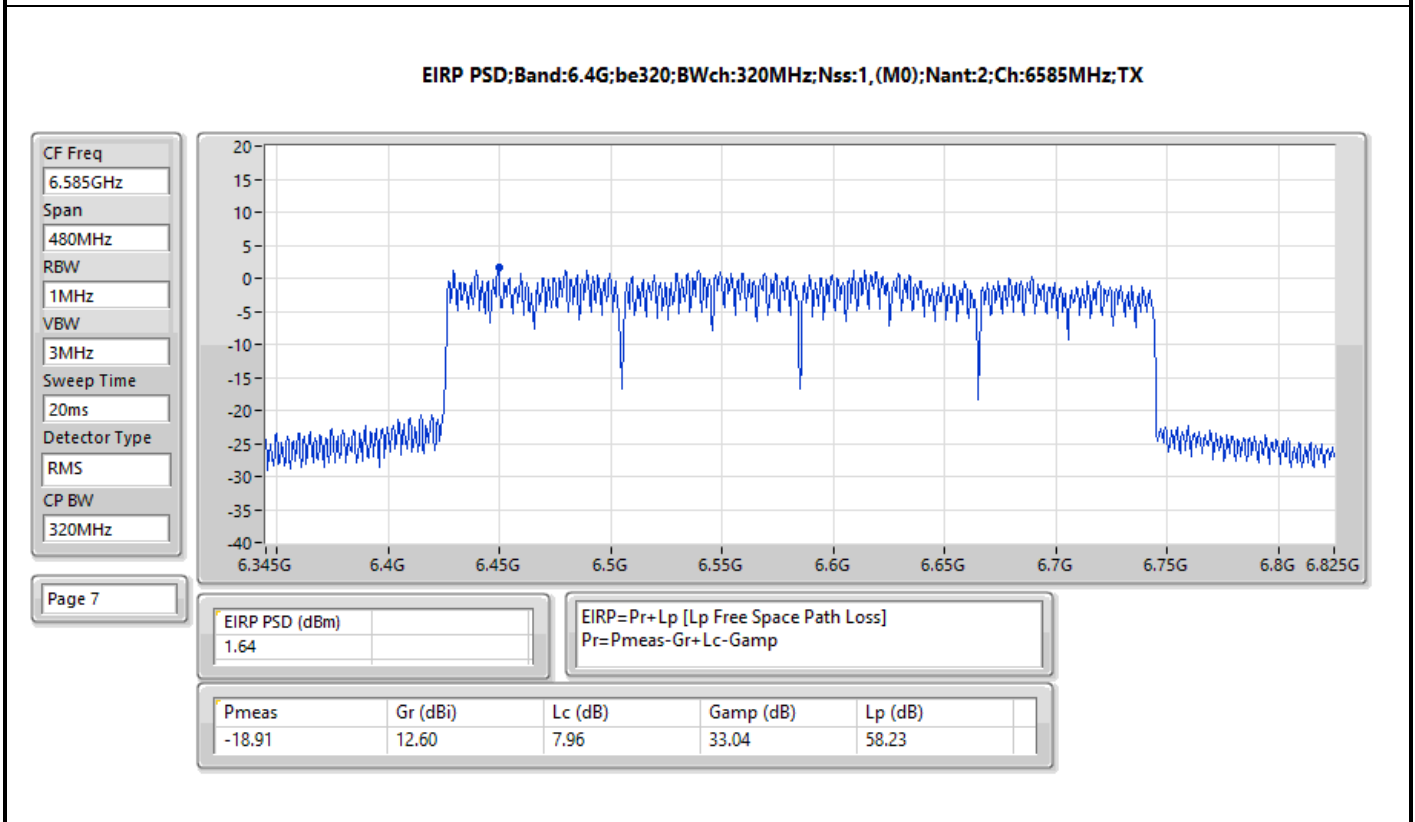 EIRP PSD;Band:6.4G;be320;BWch:320MHz;Nss:1,(M0);Nant:2;Ch:6585MHz;TX
CF Freq
6.585GHz
Span
480MHz
RBW
1MHz
VBW
3MHz
Sweep Time
20ms
Detector Type
RMS
CP BW
320MHz
Page 7
20
15
10
5
0
-5
-10
-15
-20
-25
-30
-35
-40
6.345G 6.4G 6.45G 6.5G 6.55G 6.6G 6.65G 6.7G 6.75G 6.8G 6.825G
EIRP PSD (dBm)
1.64
EIRP=Pr+Lp [Lp Free Space Path Loss]
Pr=Pmeas-Gr+Lc-Gamp
Pmeas Gr (dBi) Lc (dB) Gamp (dB) Lp (dB)
-18.91 12.60 7.96 33.04 58.23